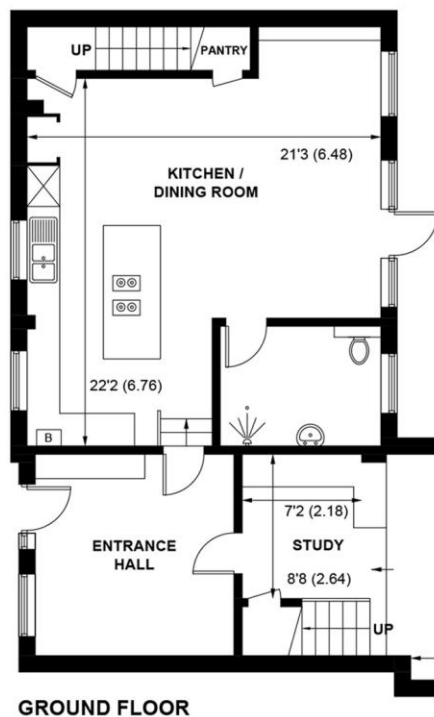 UP
PANTRY
21'3 (6.48)
KITCHEN /
DINING ROOM
22'2 (6.76)
B
7'2 (2.18)
ENTRANCE
HALL
STUDY
8'8 (2.64)
UP
GROUND FLOOR